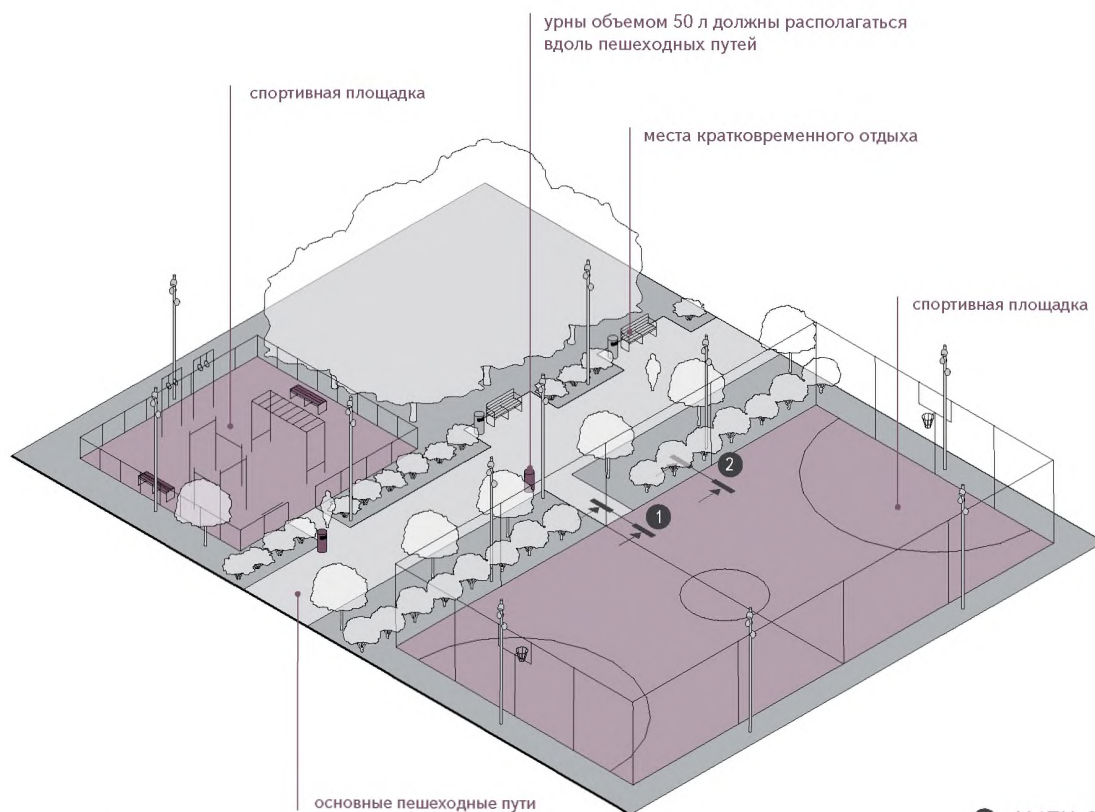 урны объемом 50 л должны располагаться
вдоль пешеходных путей
спортивная площадка
места кратковременного отдыха
спортивная площадка
2
1
основные пешеходные пути